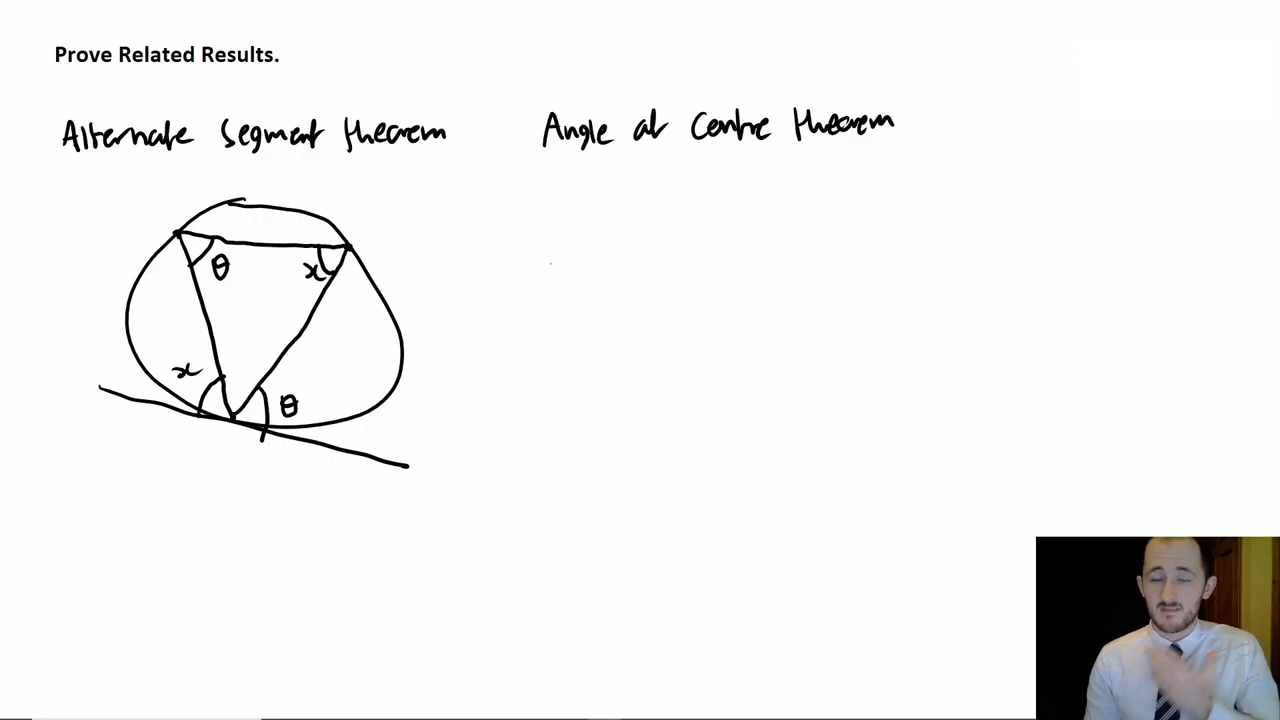 Prove Related Results.
Alternate Segment theorem
Angle at Centre theorem
θ
x
x
θ